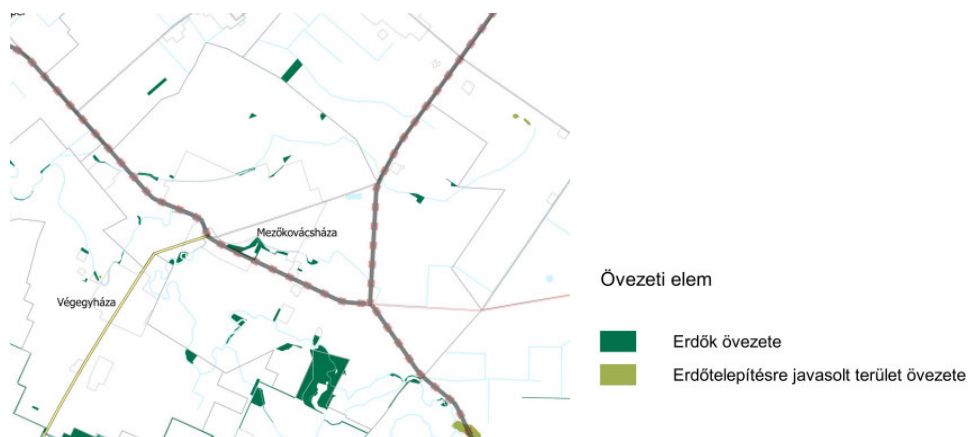 Mezőkovácsháza
Végegyháza
Övezeti elem
Erdők övezete
Erdőtelepítésre javasolt terület övezete